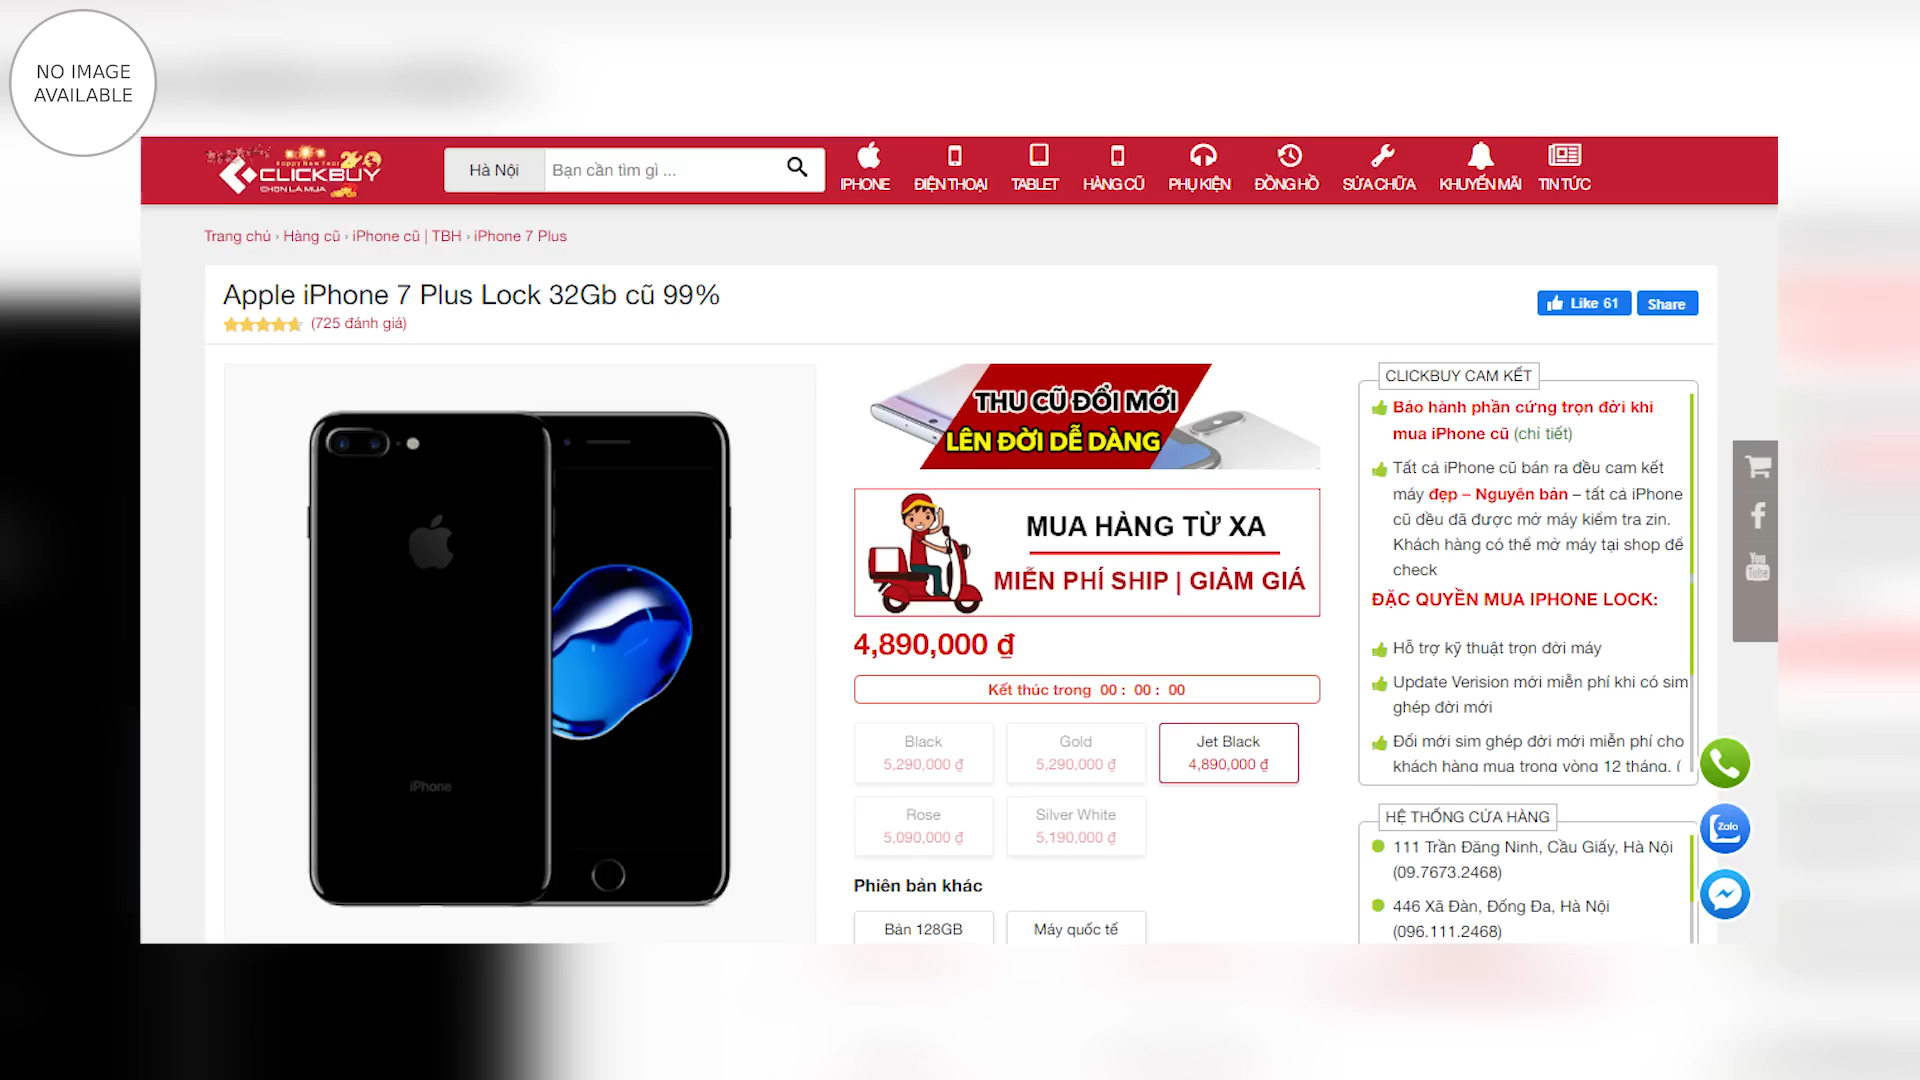 NO IMAGE
AVAILABLE
Happy New Year
CLICKBUY
CHỌN LÀ MUA
Hà Nội
Bạn cần tìm gì ...
IPHONE
ĐIỆN THOẠI
TABLET
HÀNG CŨ
PHỤ KIỆN
ĐỒNG HỒ
SỬA CHỮA
KHUYẾN MÃI
TIN TỨC
Trang chủ › Hàng cũ › iPhone cũ | TBH › iPhone 7 Plus
Apple iPhone 7 Plus Lock 32Gb cũ 99%
(725 đánh giá)
Like 61
Share
iPhone
THU CŨ ĐỔI MỚI
LÊN ĐỜI DỄ DÀNG
MUA HÀNG TỪ XA
MIỄN PHÍ SHIP | GIẢM GIÁ
4,890,000 ₫
Kết thúc trong 00 : 00 : 00
Black
5,290,000 ₫
Gold
5,290,000 ₫
Jet Black
4,890,000 ₫
Rose
5,090,000 ₫
Silver White
5,190,000 ₫
Phiên bản khác
Bản 128GB
Máy quốc tế
CLICKBUY CAM KẾT
Bảo hành phần cứng trọn đời khi
mua iPhone cũ (chi tiết)
Tất cả iPhone cũ bán ra đều cam kết
máy đẹp – Nguyên bản – tất cả iPhone
cũ đều đã được mở máy kiểm tra zin.
Khách hàng có thể mở máy tại shop để
check
ĐẶC QUYỀN MUA IPHONE LOCK:
Hỗ trợ kỹ thuật trọn đời máy
Update Verision mới miễn phí khi có sim
ghép đời mới
Đổi mới sim ghép đời mới miễn phí cho
khách hàng mua trong vòng 12 tháng. (
HỆ THỐNG CỬA HÀNG
111 Trần Đăng Ninh, Cầu Giấy, Hà Nội
(09.7673.2468)
446 Xã Đàn, Đống Đa, Hà Nội
(096.111.2468)
You
Tube
Zalo